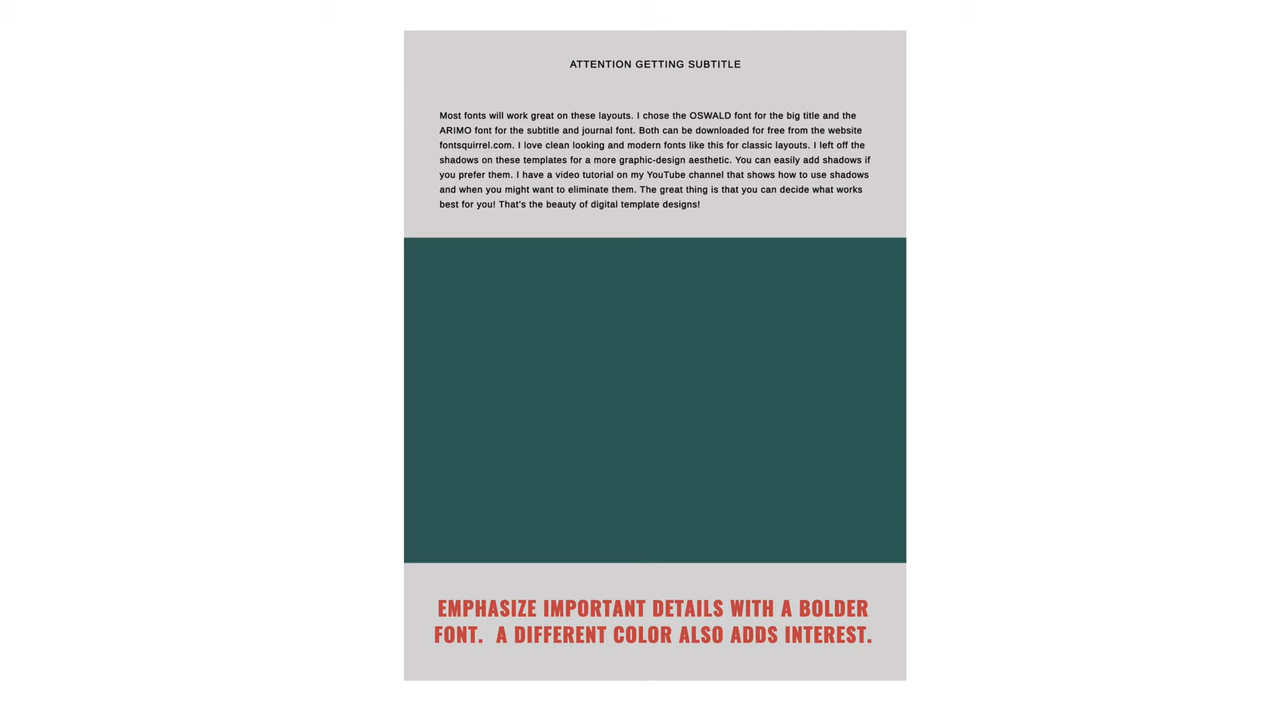 ATTENTION GETTING SUBTITLE
Most fonts will work great on these layouts. I chose the OSWALD font for the big title and the
ARIMO font for the subtitle and journal font. Both can be downloaded for free from the website
fontsquirrel.com. I love clean looking and modern fonts like this for classic layouts. I left off the
shadows on these templates for a more graphic-design aesthetic. You can easily add shadows if
you prefer them. I have a video tutorial on my YouTube channel that shows how to use shadows
and when you might want to eliminate them. The great thing is that you can decide what works
best for you! That's the beauty of digital template designs!
EMPHASIZE IMPORTANT DETAILS WITH A BOLDER
FONT.  A DIFFERENT COLOR ALSO ADDS INTEREST.